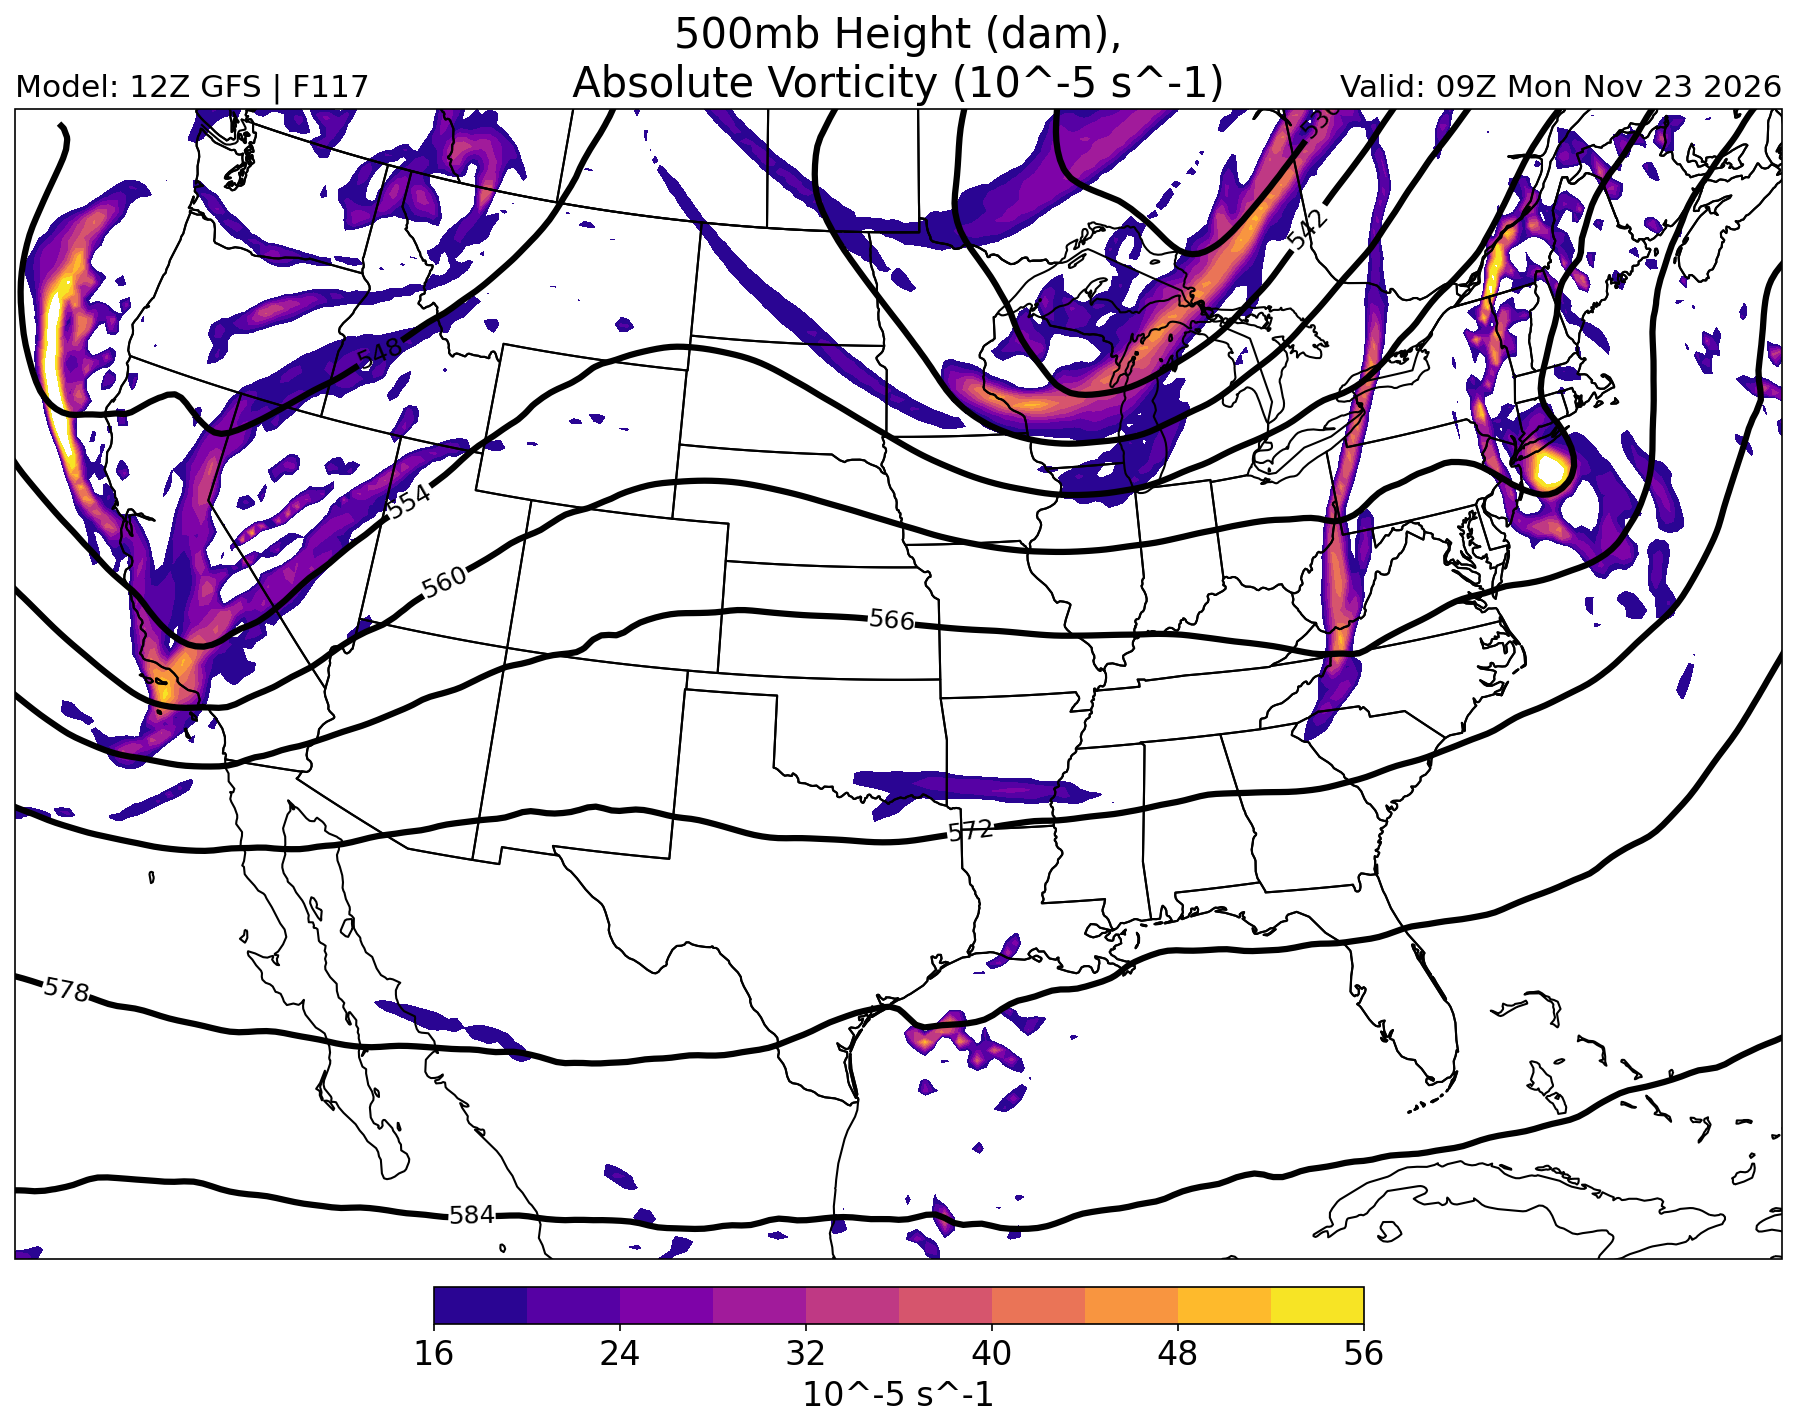 500mb Height (dam),
Model: 12Z GFS | F117
Absolute Vorticity (10^-5 s^-1)
Valid: 09Z Mon Nov 23 2026
530
542
548
554
560
566
572
578
584
16 24 32 40 48 56
10^-5 s^-1